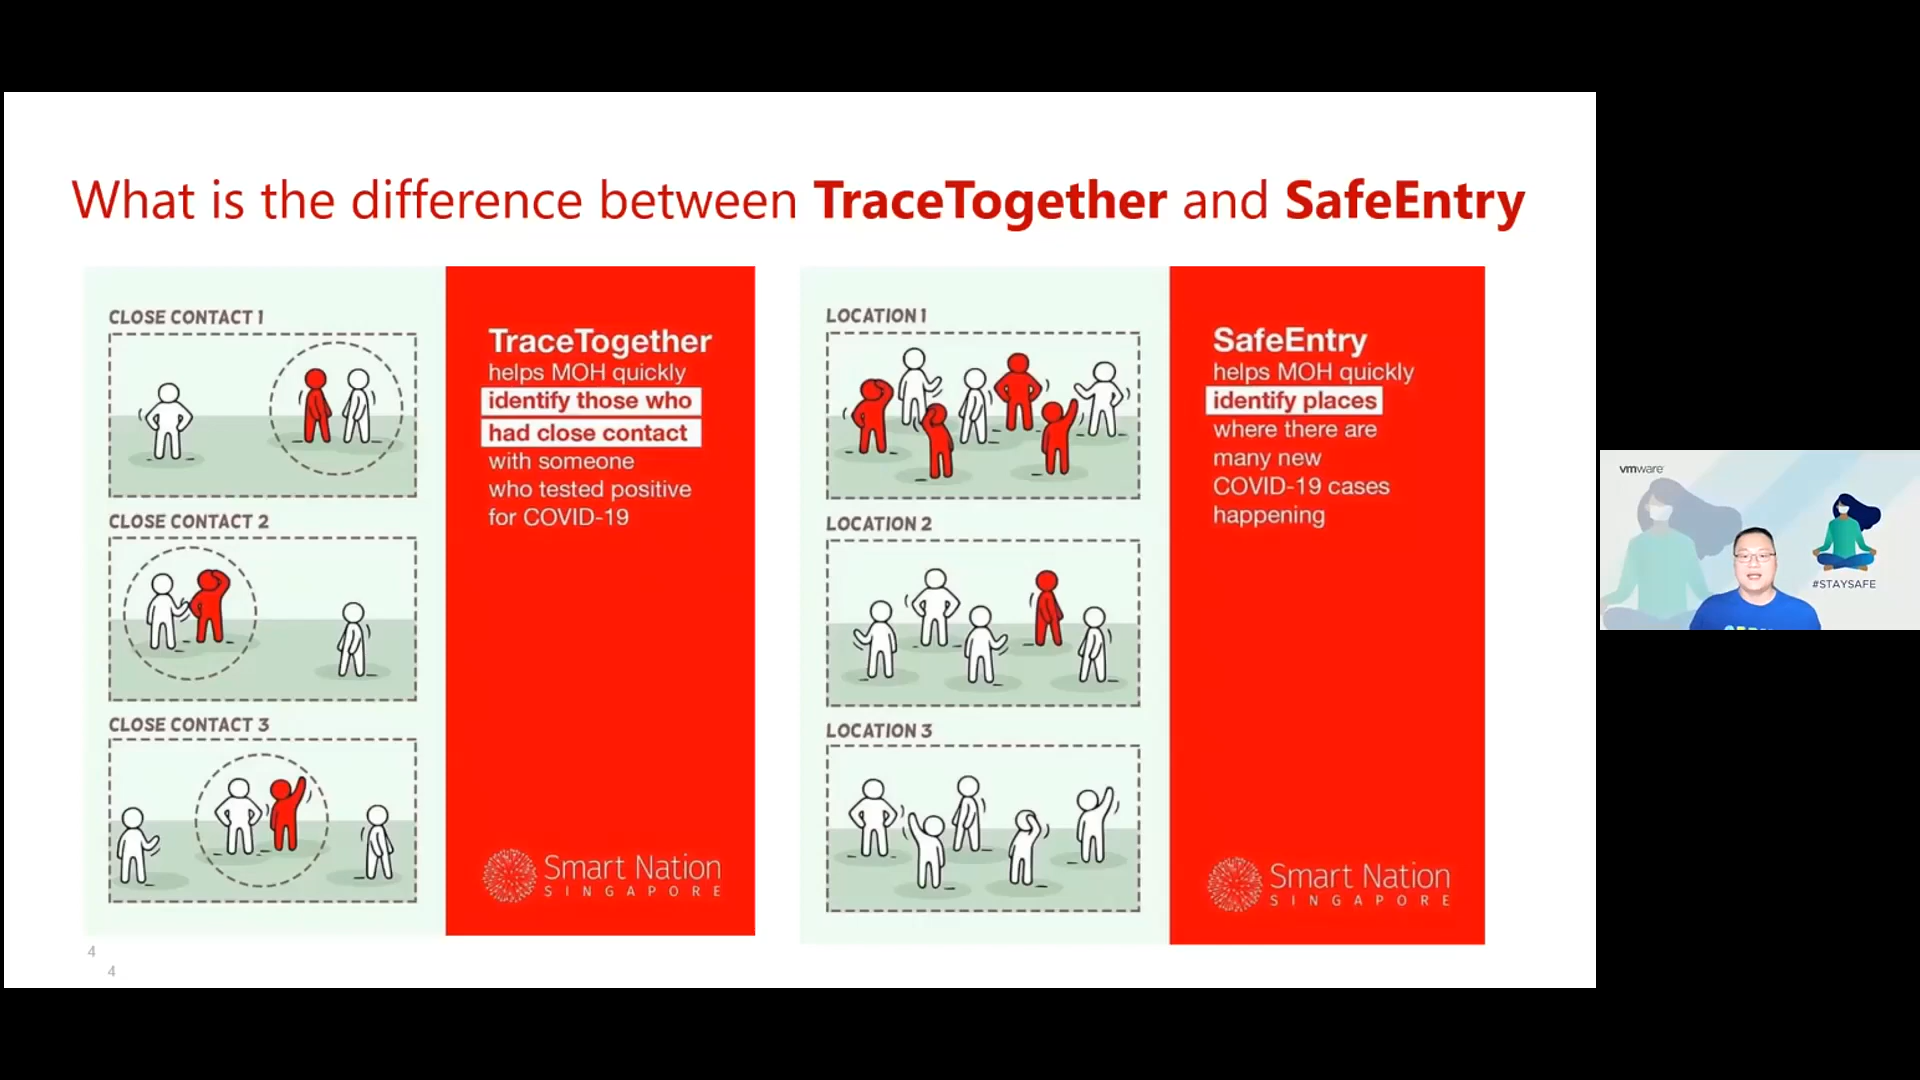 What is the difference between TraceTogether and SafeEntry
CLOSE CONTACT 1
CLOSE CONTACT 2
CLOSE CONTACT 3
TraceTogether
helps MOH quickly
identify those who
had close contact
with someone
who tested positive
for COVID-19
Smart Nation
SINGAPORE
LOCATION 1
LOCATION 2
LOCATION 3
SafeEntry
helps MOH quickly
identify places
where there are
many new
COVID-19 cases
happening
Smart Nation
SINGAPORE
4
4
vmware
#STAYSAFE